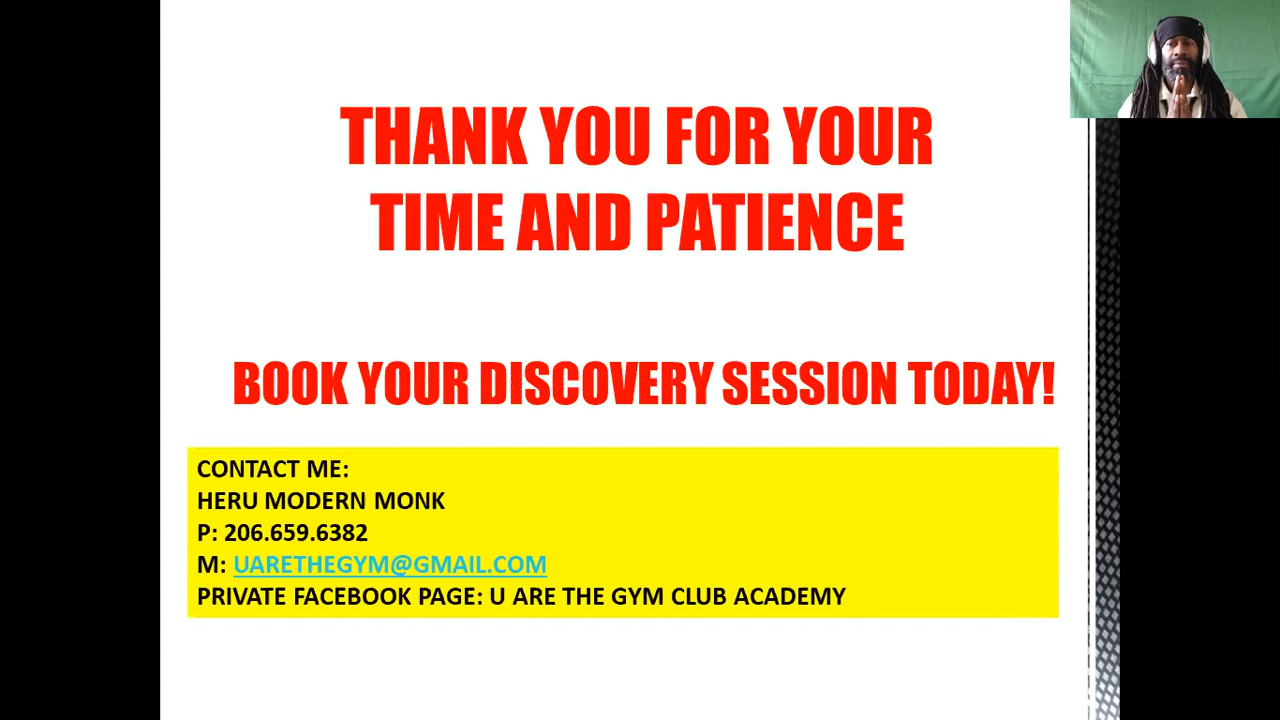 THANK YOU FOR YOUR
TIME AND PATIENCE
BOOK YOUR DISCOVERY SESSION TODAY!
CONTACT ME:
HERU MODERN MONK
P: 206.659.6382
M: UARETHEGYM@GMAIL.COM
PRIVATE FACEBOOK PAGE: U ARE THE GYM CLUB ACADEMY